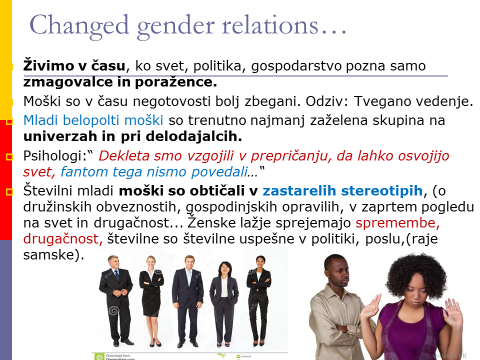 Changed gender relations…
Živimo v času, ko svet, politika, gospodarstvo pozna samo
zmagovalce in poražence.
Moški so v času negotovosti bolj zbegani. Odziv: Tvegano vedenje.
Mladi belopolti moški so trenutno najmanj zaželena skupina na
univerzah in pri delodajalcih.
Psihologi:“ Dekleta smo vzgojili v prepričanju, da lahko osvojijo
svet, fantom tega nismo povedali…“
Številni mladi moški so obtičali v zastarelih stereotipih, (o
družinskih obveznostih, gospodinjskih opravilih, v zaprtem pogledu
na svet in drugačnost... Ženske lažje sprejemajo spremembe,
drugačnost, številne so številne uspešne v politiki, poslu,(raje
samske).